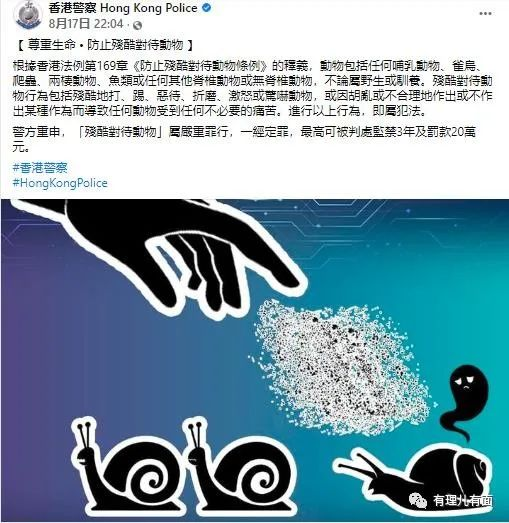 香港警察 Hong Kong Police
8月17日 22:04
【 尊重生命 • 防止殘酷對待動物 】
根據香港法例第169章《防止殘酷對待動物條例》的釋義，動物包括任何哺乳動物、雀鳥、
爬蟲、兩棲動物、魚類或任何其他脊椎動物或無脊椎動物，不論屬野生或馴養。殘酷對待動
物行為包括殘酷地打、踢、惡待、折磨、激怒或驚嚇動物，或因胡亂或不合理地作出或不作
出某種作為而導致任何動物受到任何不必要的痛苦。進行以上行為，即屬犯法。
警方重申，「殘酷對待動物」屬嚴重罪行，一經定罪，最高可被判處監禁3年及罰款20萬
元。
#香港警察
#HongKongPolice
有理儿有面